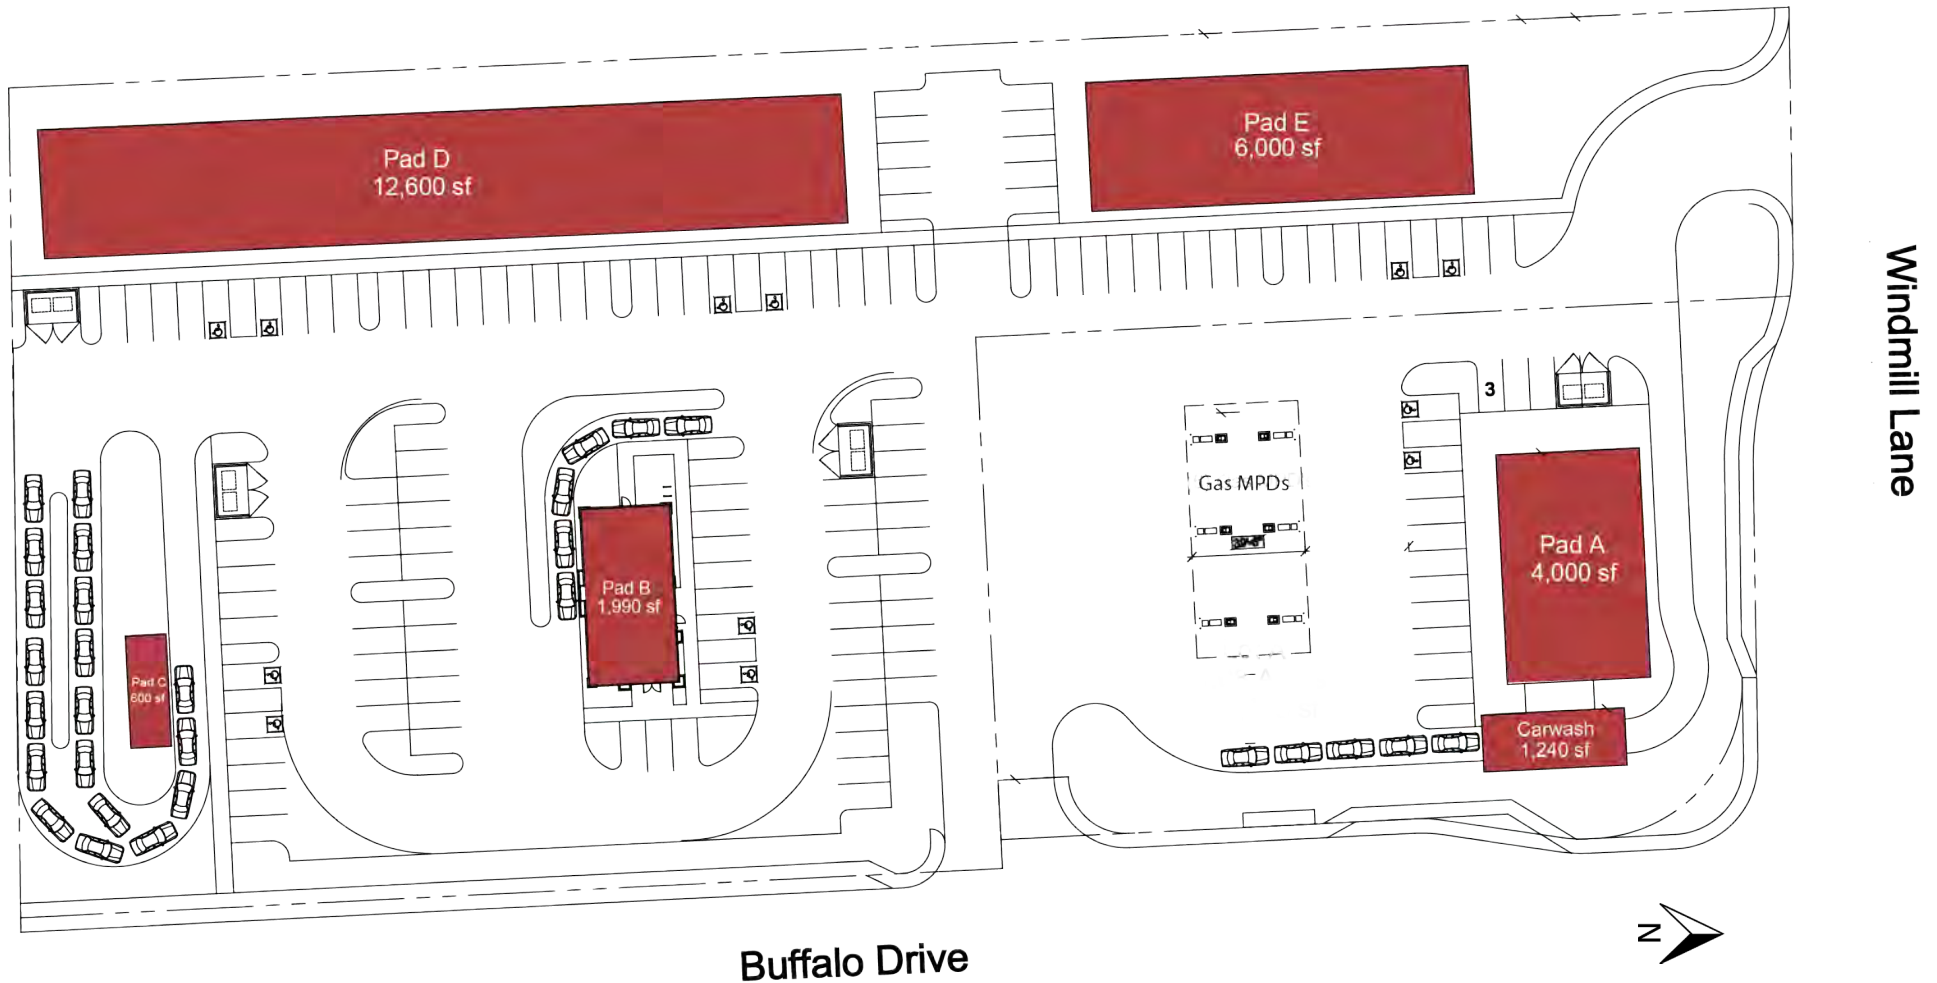 Pad D
12,600 sf
Pad E
6,000 sf
Windmill Lane
3
Gas MPDs
Pad A
4,000 sf
Pad B
1,990 sf
Pad C
600 sf
Carwash
1,240 sf
N
Buffalo Drive